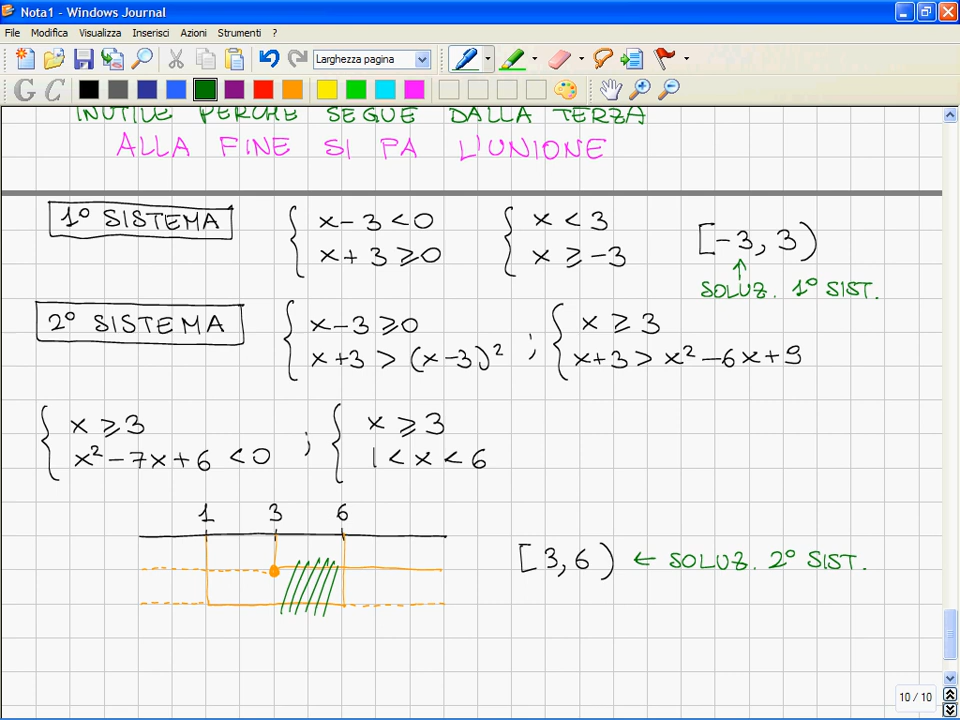 Nota1 - Windows Journal
File Modifica Visualizza Inserisci Azioni Strumenti ?
Larghezza pagina
G C
INUTILE PERCHE SEGUE DALLA TERZA
ALLA FINE SI FA L'UNIONE
1° SISTEMA { x-3<0 { x<3 [-3, 3)
x+3≥0 x≥-3
↑
SOLUZ. 1° SIST.
2° SISTEMA { x-3≥0 ; { x≥3
x+3>(x-3)² x+3>x²-6x+9
{ x≥3 ; { x≥3
x²-7x+6<0 1<x<6
1 3 6
[3,6) ← SOLUZ. 2° SIST.
10 / 10